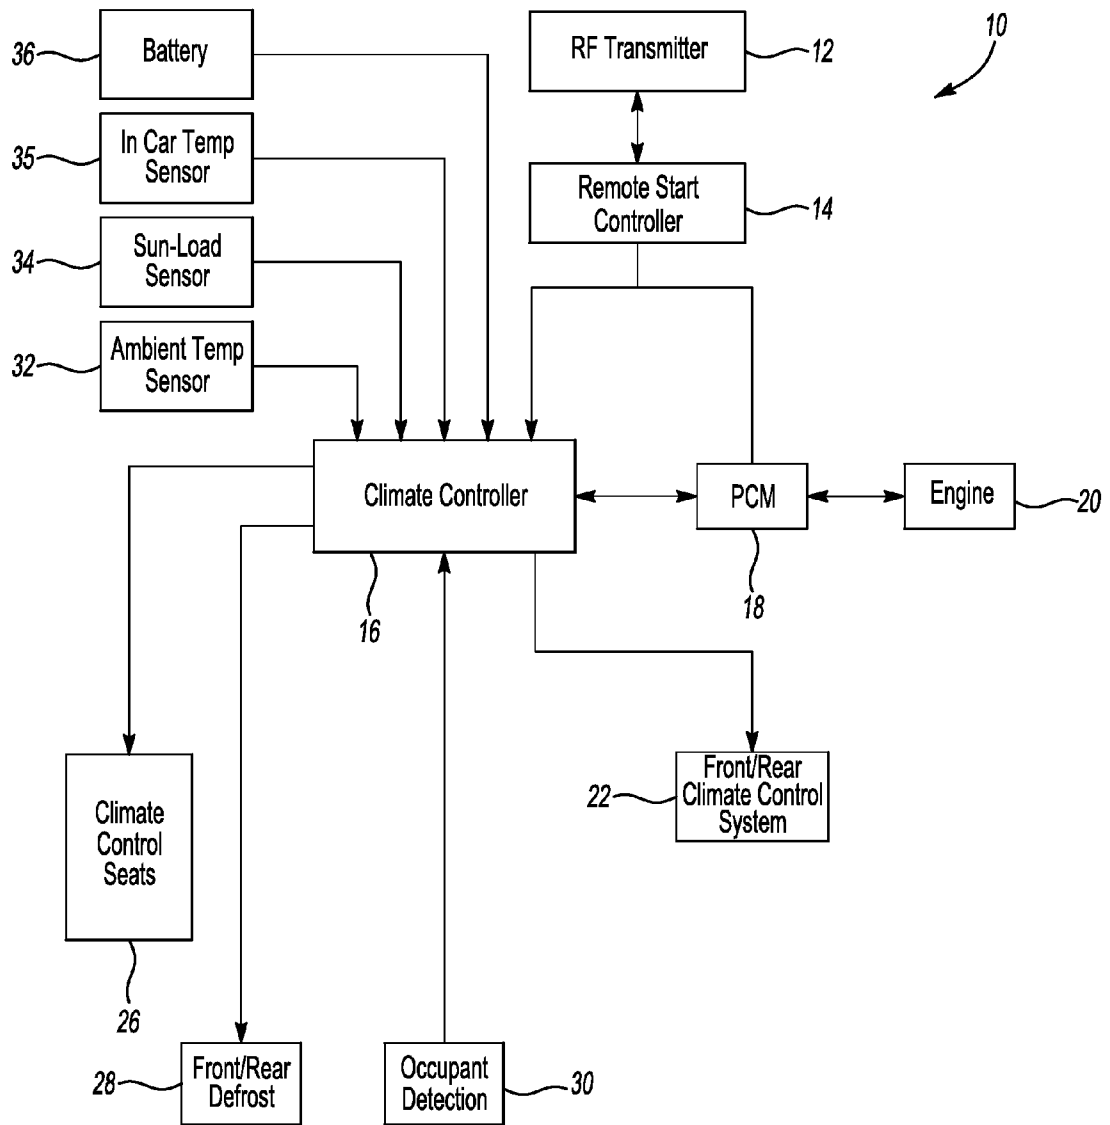 36
Battery
RF Transmitter
12
10
35
In Car Temp
Sensor
Remote Start
Controller
14
34
Sun-Load
Sensor
32
Ambient Temp
Sensor
Climate Controller
PCM
Engine
20
16
18
22
Front/Rear
Climate Control
System
Climate
Control
Seats
26
28
Front/Rear
Defrost
Occupant
Detection
30